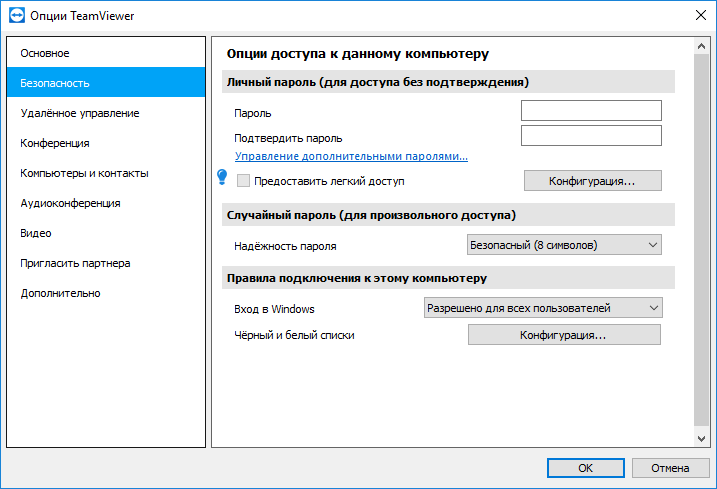 Опции TeamViewer
Основное
Безопасность
Удалённое управление
Конференция
Компьютеры и контакты
Аудиоконференция
Видео
Пригласить партнера
Дополнительно
Опции доступа к данному компьютеру
Личный пароль (для доступа без подтверждения)
Пароль
Подтвердить пароль
Управление дополнительными паролями...
Предоставить легкий доступ Конфигурация...
Случайный пароль (для произвольного доступа)
Надёжность пароля Безопасный (8 символов)
Правила подключения к этому компьютеру
Вход в Windows Разрешено для всех пользователей
Чёрный и белый списки Конфигурация...
OK Отмена